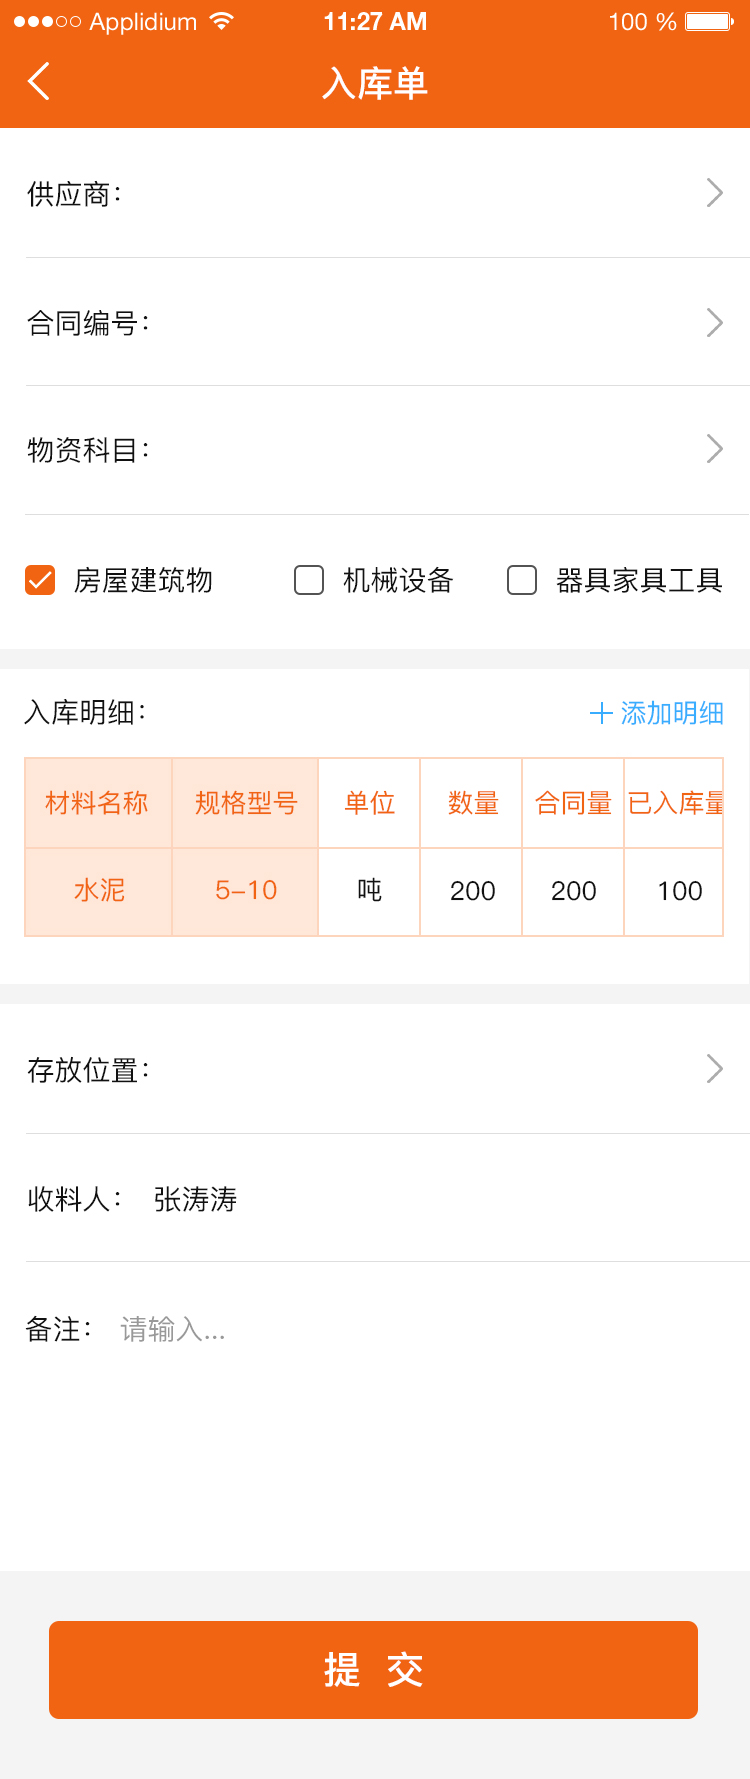 Applidium 11:27 AM 100 %
入库单
供应商：
合同编号：
物资科目：
房屋建筑物 机械设备 器具家具工具
入库明细： 添加明细
材料名称 规格型号 单位 数量 合同量 已入库量
水泥 5-10 吨 200 200 100
存放位置：
收料人： 张涛涛
备注： 请输入...
提 交